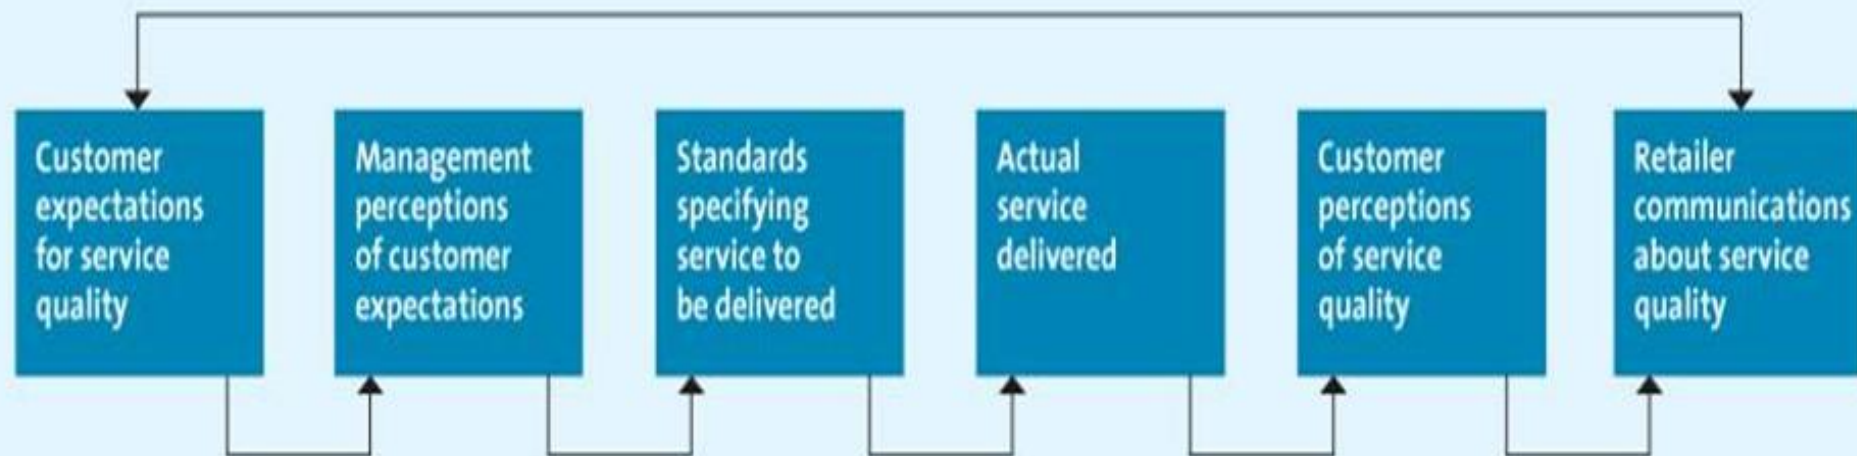 Customer
expectations
for service
quality
Management
perceptions
of customer
expectations
Standards
specifying
service to
be delivered
Actual
service
delivered
Customer
perceptions
of service
quality
Retailer
communications
about service
quality